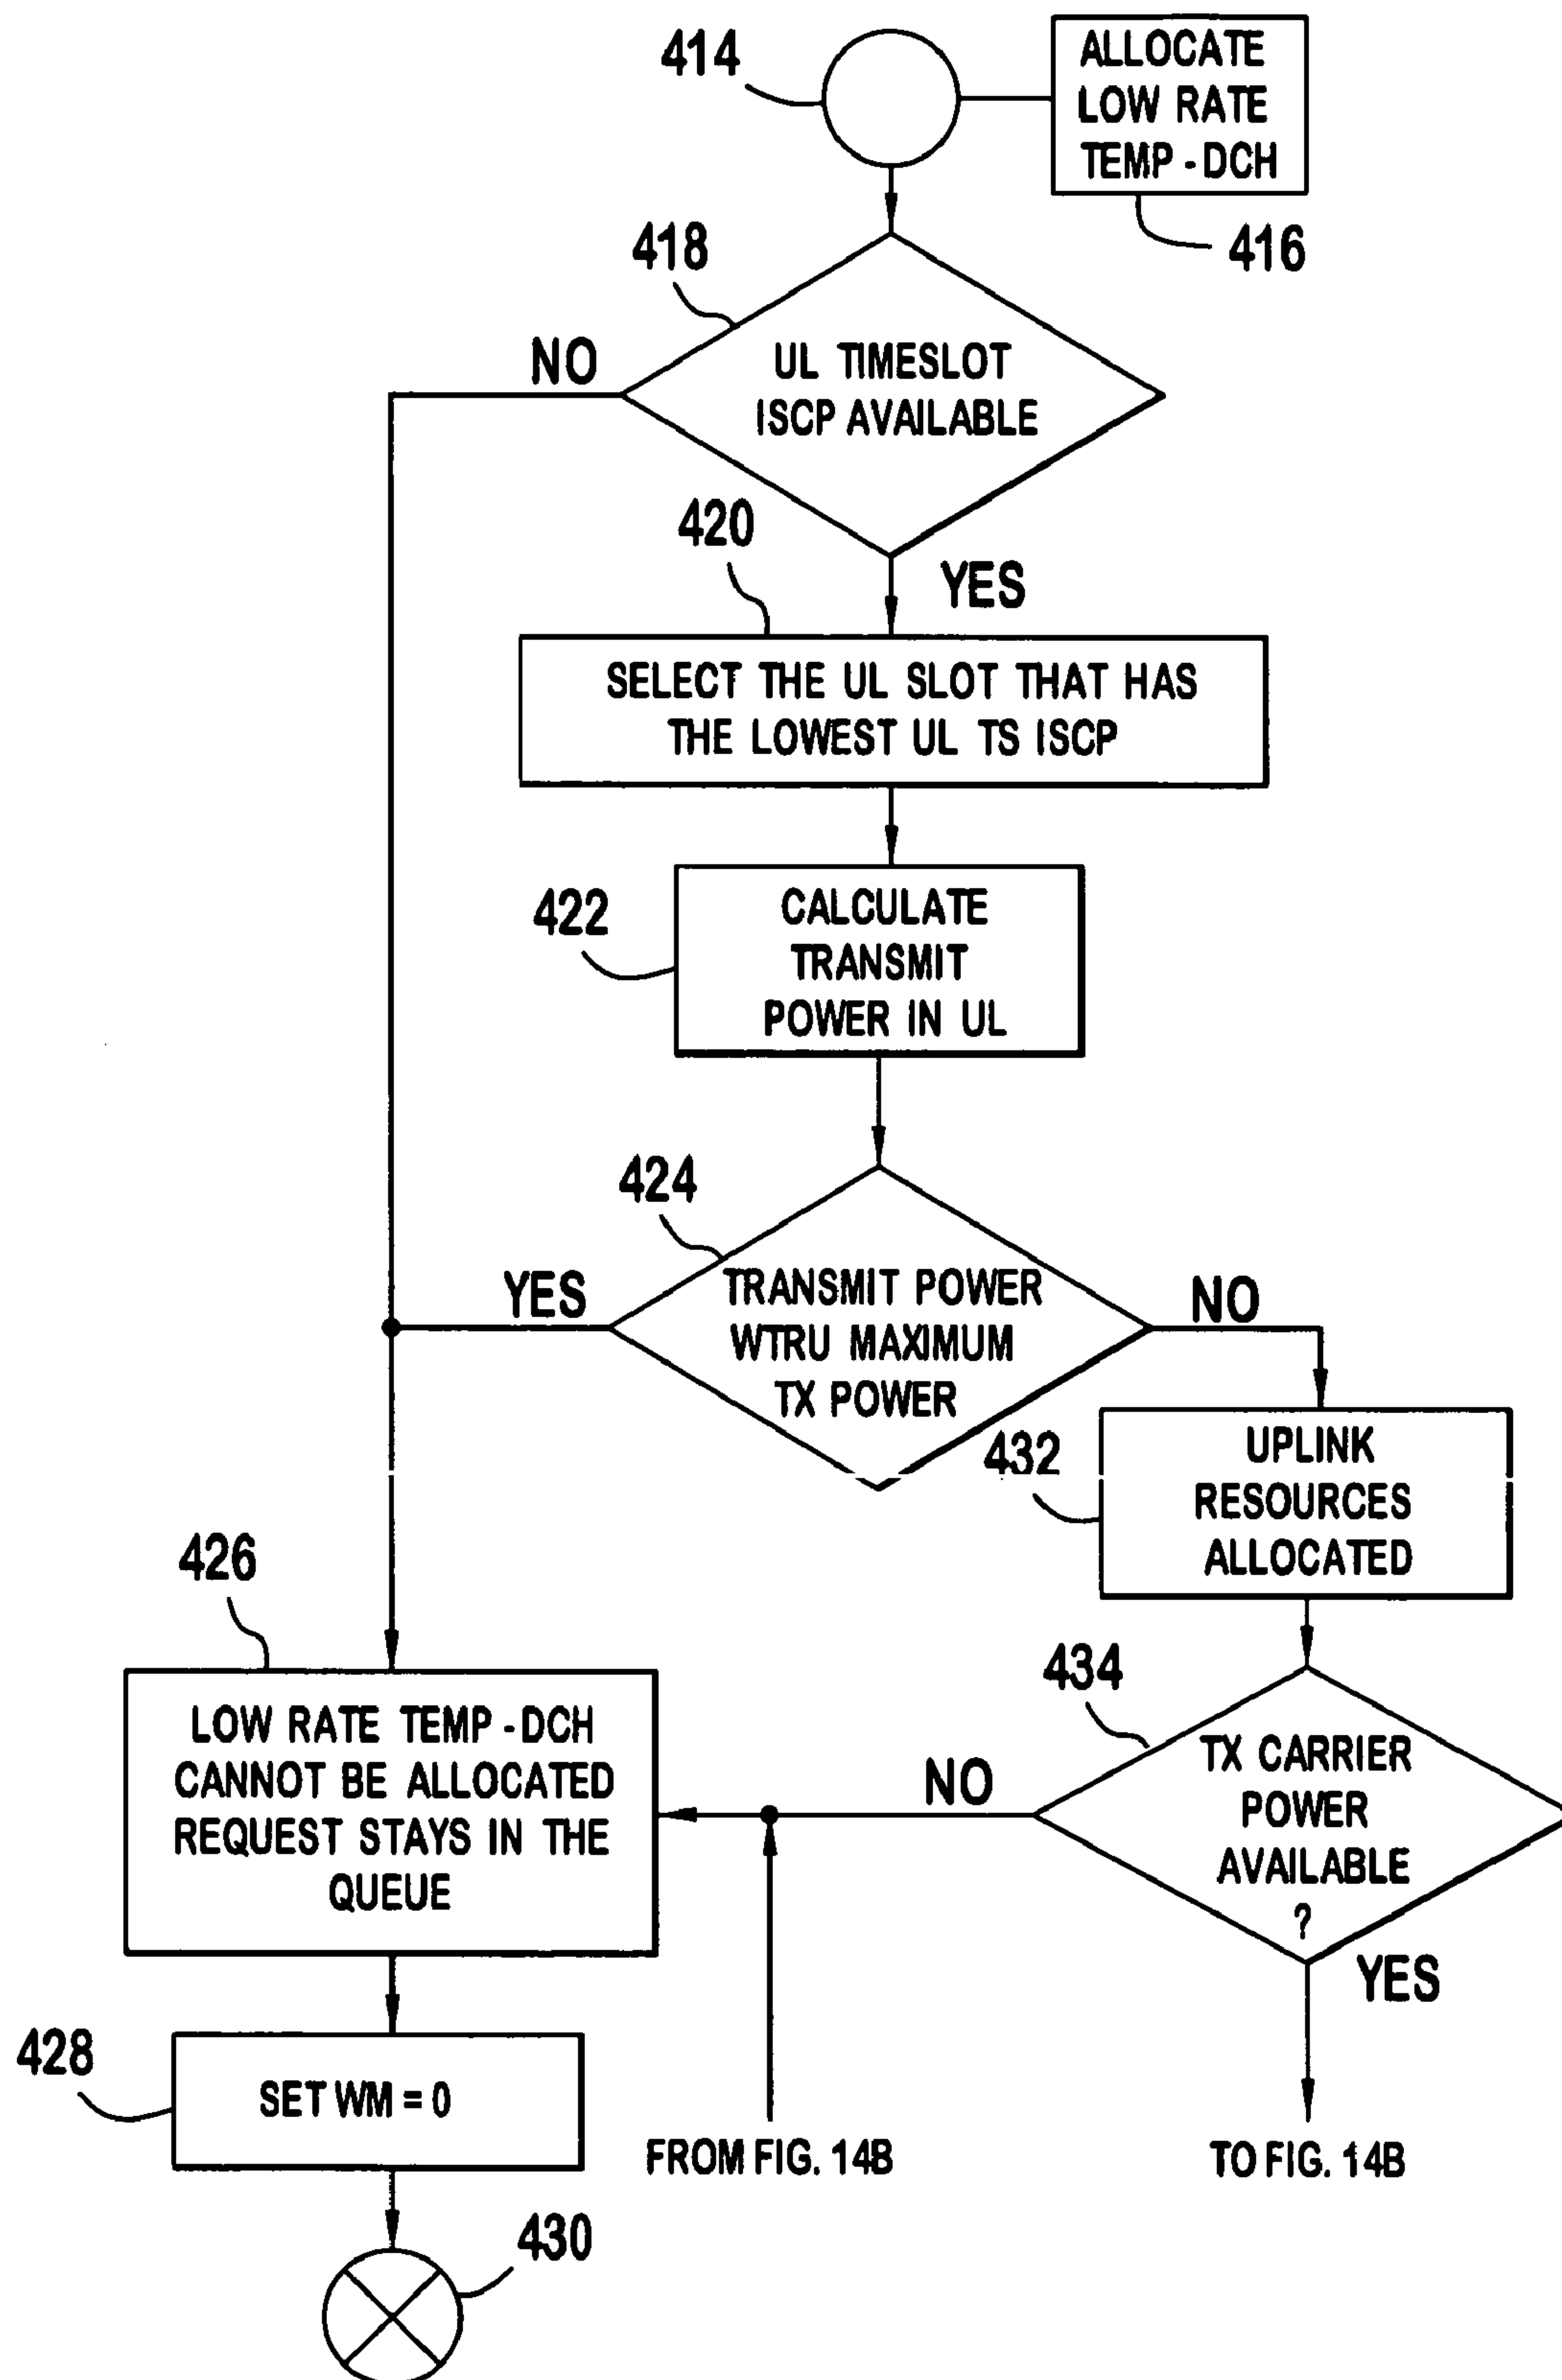 414
ALLOCATE
LOW RATE
TEMP - DCH
416
418
NO
UL TIMESLOT
ISCP AVAILABLE
420
YES
SELECT THE UL SLOT THAT HAS
THE LOWEST UL TS ISCP
422
CALCULATE
TRANSMIT
POWER IN UL
424
YES
TRANSMIT POWER
WTRU MAXIMUM
TX POWER
NO
432
UPLINK
RESOURCES
ALLOCATED
426
LOW RATE TEMP - DCH
CANNOT BE ALLOCATED
REQUEST STAYS IN THE
QUEUE
434
NO
TX CARRIER
POWER
AVAILABLE
?
YES
428
SET WM = 0
FROM FIG. 14B
TO FIG. 14B
430